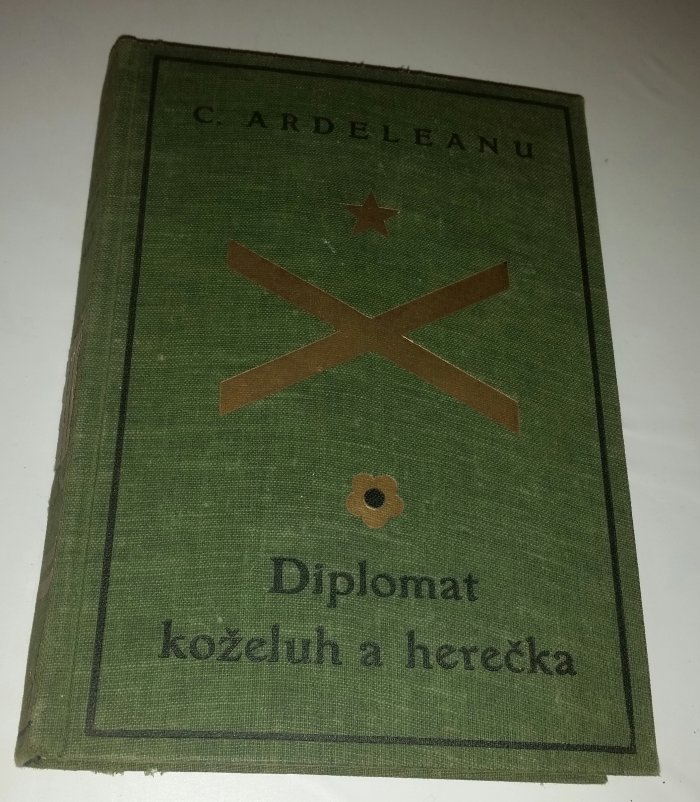 C. ARDELEANU
Diplomat
koželuh a herečka